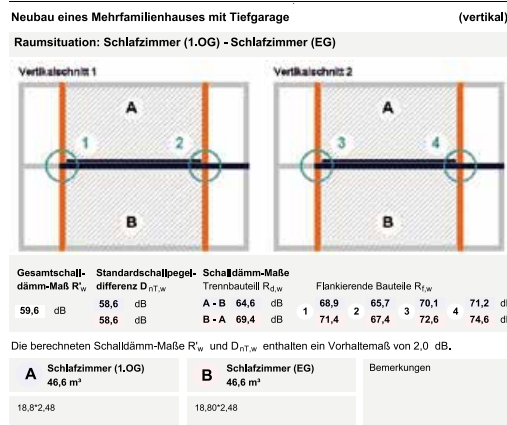 Neubau eines Mehrfamilienhauses mit Tiefgarage (vertikal)
Raumsituation: Schlafzimmer (1.OG) - Schlafzimmer (EG)
Vertikalschnitt 1 Vertikalschnitt 2
A A
1 2 3 4
B B
Gesamtschall- Standardschallpegel- Schalldämm-Maße
dämm-Maß R'w differenz DnT,w Trennbauteil Rd,w Flankierende Bauteile Rf,w
59,6 dB
58,6 dB A - B 64,6 dB 1 68,9 2 65,7 3 70,1 4 71,2 dB
58,6 dB B - A 69,4 dB 71,4 67,4 72,6 74,6 dB
Die berechneten Schalldämm-Maße R'w und DnT,w enthalten ein Vorhaltemaß von 2,0 dB.
A Schlafzimmer (1.OG) B Schlafzimmer (EG) Bemerkungen
46,6 m³ 46,6 m³
18,8*2,48 18,80*2,48